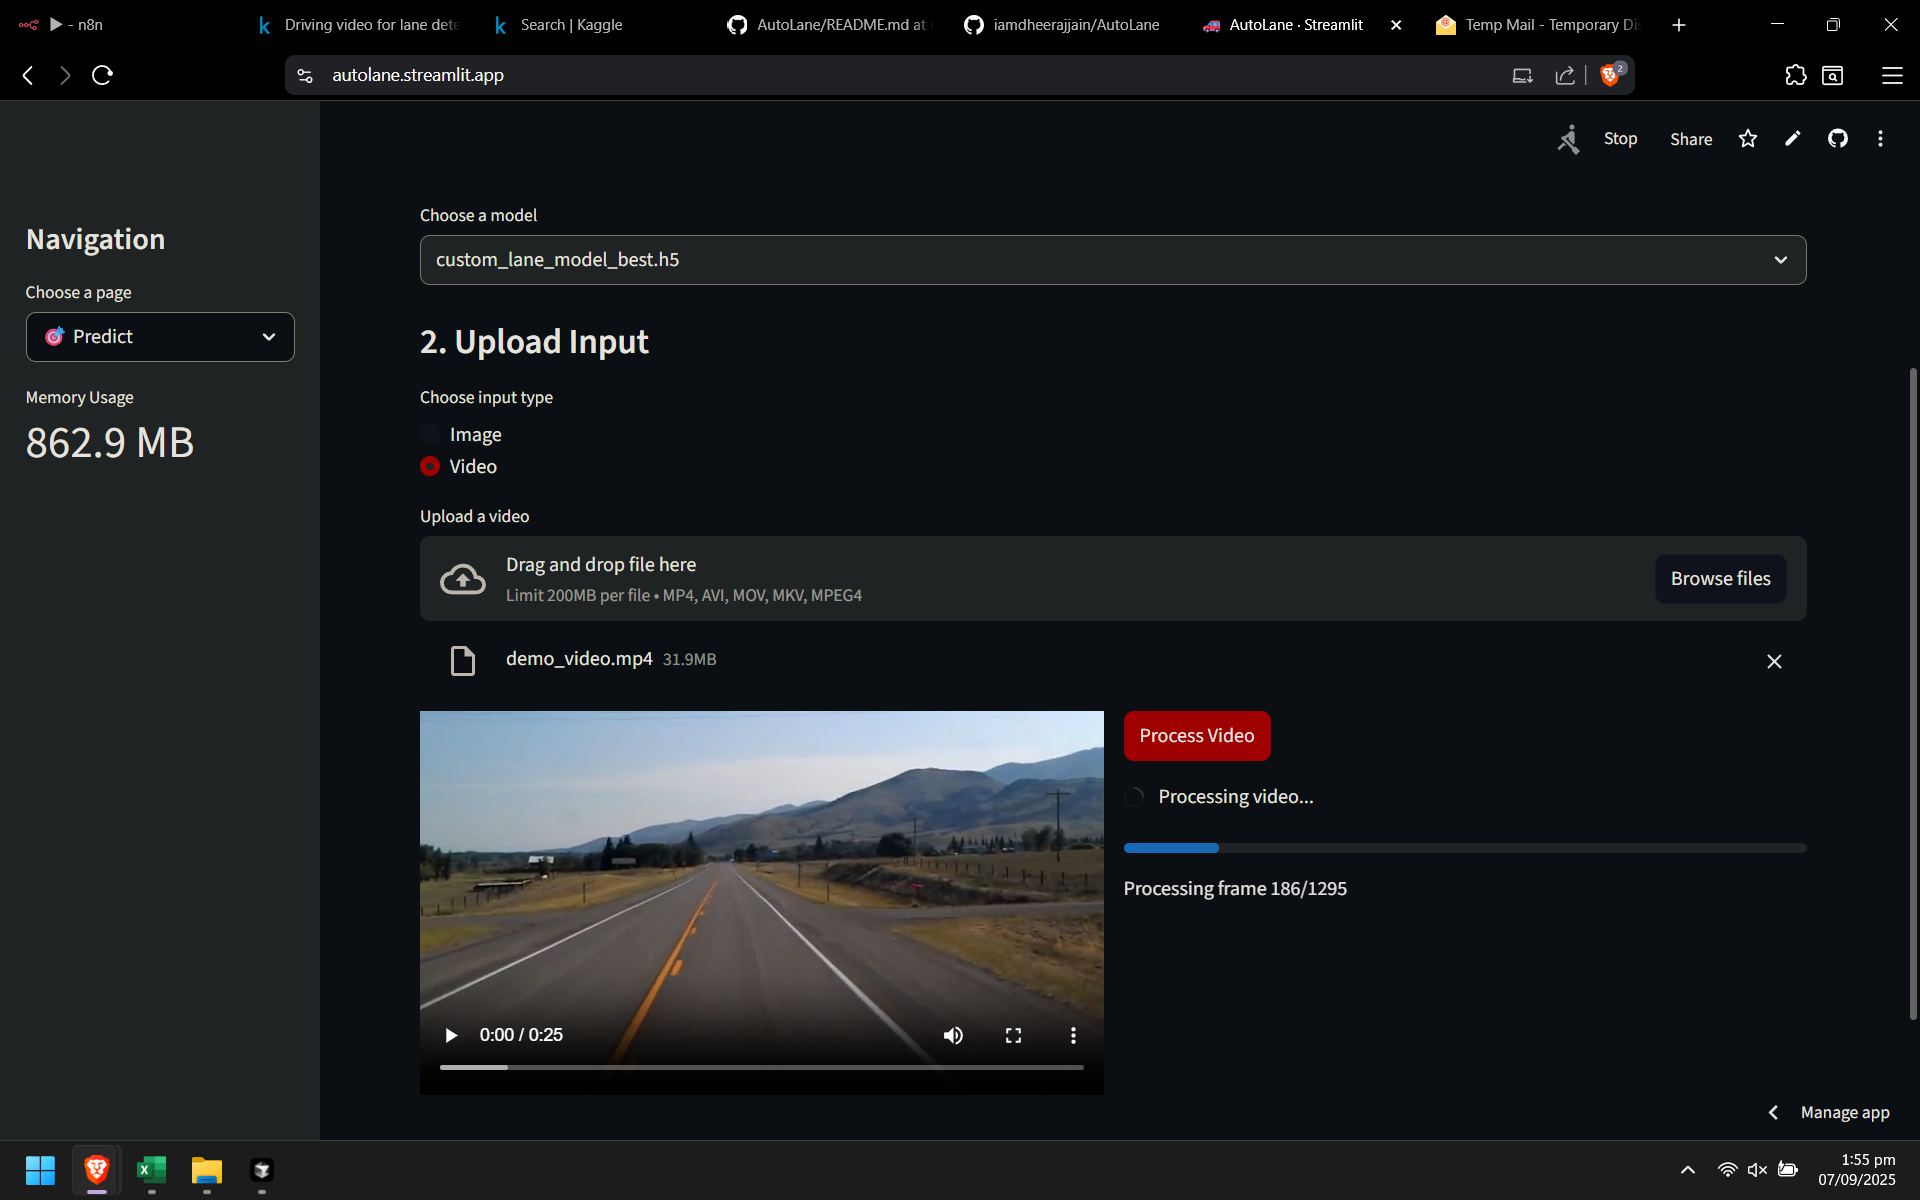 - n8n
Driving video for lane dete
Search | Kaggle
AutoLane/README.md at
iamdheerajjain/AutoLane
AutoLane · Streamlit
Temp Mail - Temporary Dis
autolane.streamlit.app
2
Stop
Share
Navigation
Choose a page
Predict
Memory Usage
862.9 MB
Choose a model
custom_lane_model_best.h5
2. Upload Input
Choose input type
Image
Video
Upload a video
Drag and drop file here
Limit 200MB per file • MP4, AVI, MOV, MKV, MPEG4
Browse files
demo_video.mp4 31.9MB
Process Video
Processing video...
Processing frame 186/1295
0:00 / 0:25
Manage app
1:55 pm
07/09/2025